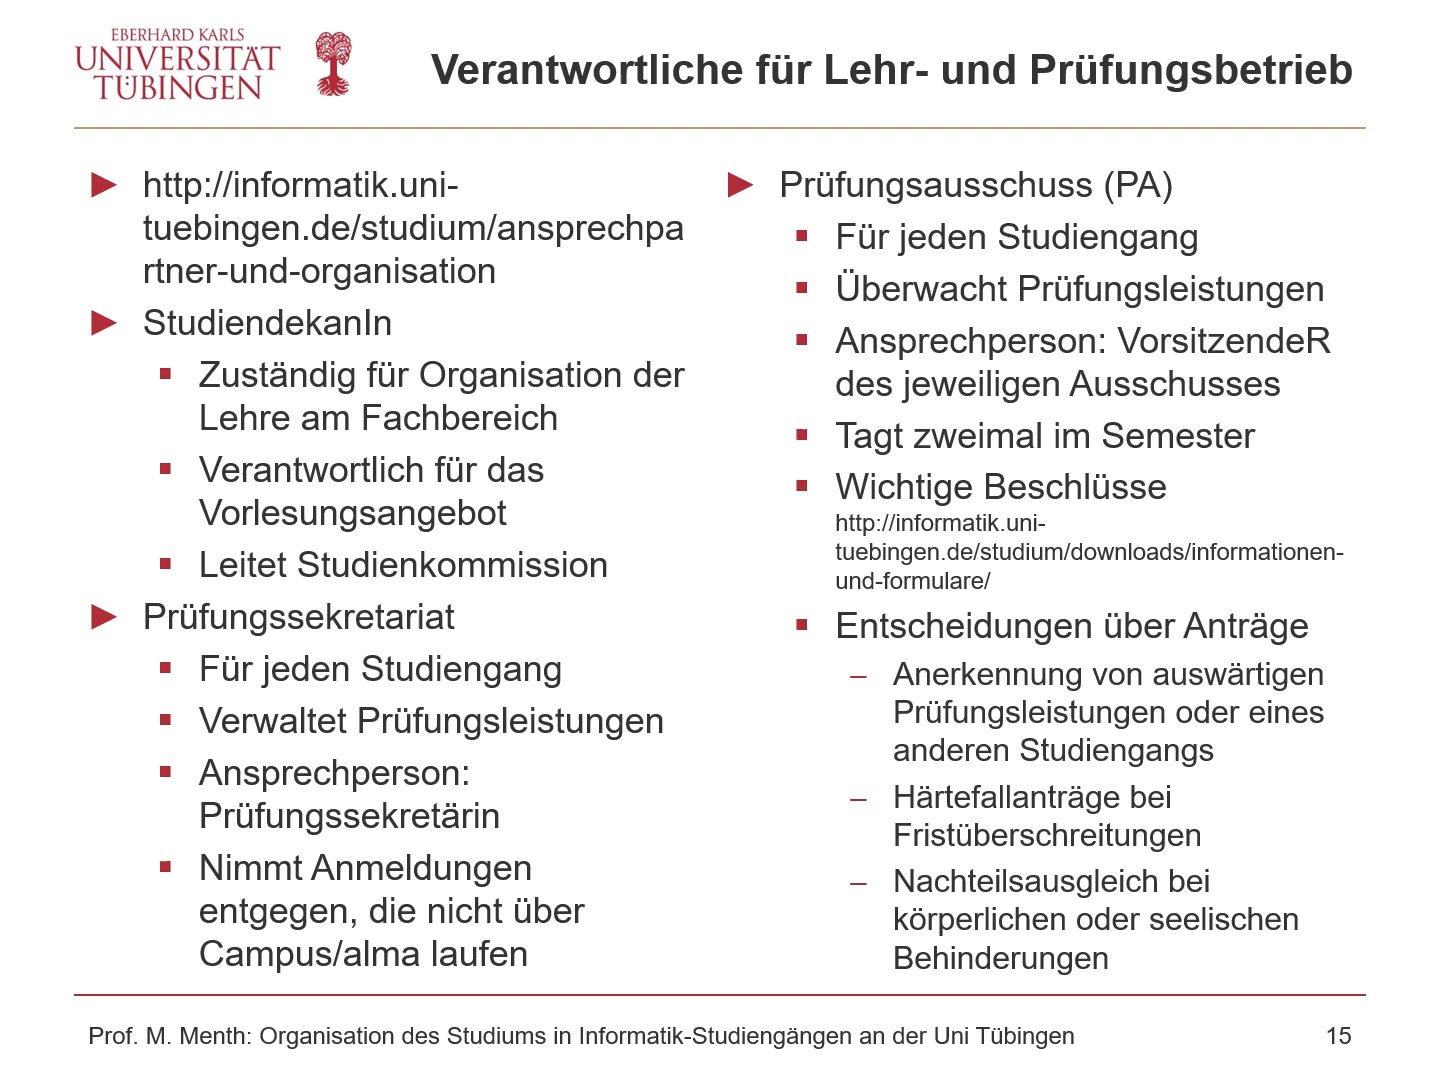 EBERHARD KARLS
UNIVERSITÄT
TÜBINGEN
Verantwortliche für Lehr- und Prüfungsbetrieb
► http://informatik.uni-
tuebingen.de/studium/ansprechpa
rtner-und-organisation
► StudiendekanIn
▪ Zuständig für Organisation der
Lehre am Fachbereich
▪ Verantwortlich für das
Vorlesungsangebot
▪ Leitet Studienkommission
► Prüfungssekretariat
▪ Für jeden Studiengang
▪ Verwaltet Prüfungsleistungen
▪ Ansprechperson:
Prüfungssekretärin
▪ Nimmt Anmeldungen
entgegen, die nicht über
Campus/alma laufen
► Prüfungsausschuss (PA)
▪ Für jeden Studiengang
▪ Überwacht Prüfungsleistungen
▪ Ansprechperson: VorsitzendeR
des jeweiligen Ausschusses
▪ Tagt zweimal im Semester
▪ Wichtige Beschlüsse
http://informatik.uni-
tuebingen.de/studium/downloads/informationen-
und-formulare/
▪ Entscheidungen über Anträge
– Anerkennung von auswärtigen
Prüfungsleistungen oder eines
anderen Studiengangs
– Härtefallanträge bei
Fristüberschreitungen
– Nachteilsausgleich bei
körperlichen oder seelischen
Behinderungen
Prof. M. Menth: Organisation des Studiums in Informatik-Studiengängen an der Uni Tübingen
15